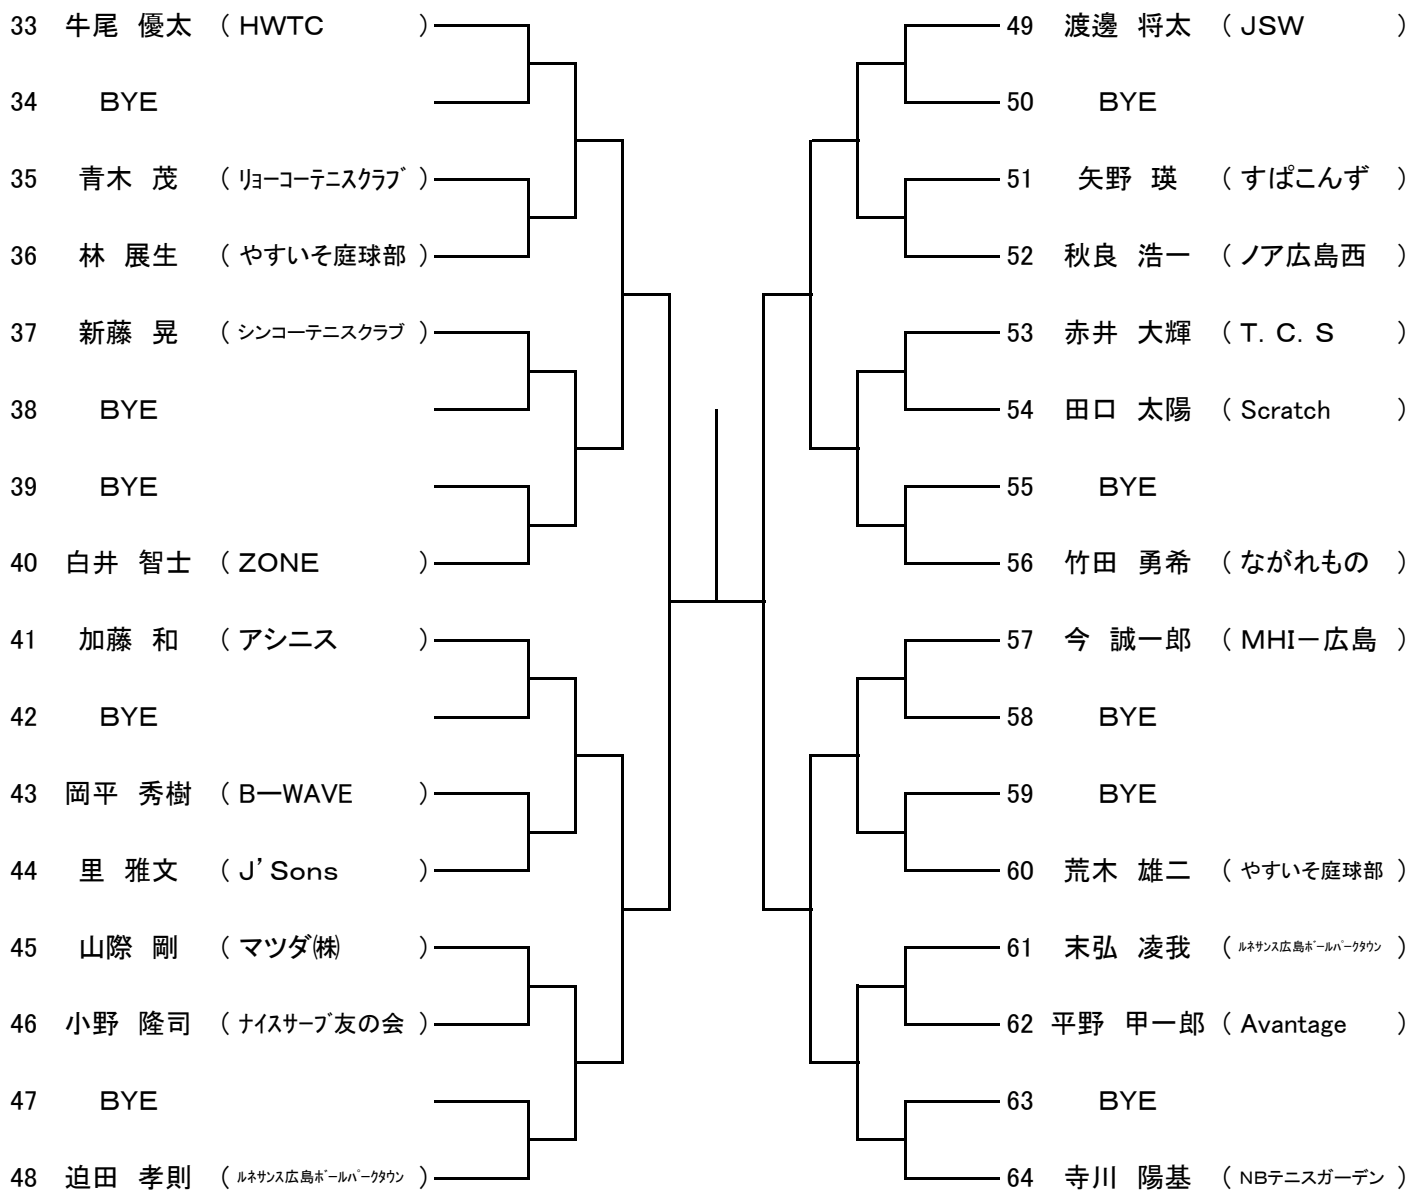 33 牛尾 優太 ( HWTC )
34 BYE
35 青木 茂 ( リョーコーテニスクラブ )
36 林 展生 ( やすいそ庭球部 )
37 新藤 晃 ( シンコーテニスクラブ )
38 BYE
39 BYE
40 白井 智士 ( ZONE )
41 加藤 和 ( アシニス )
42 BYE
43 岡平 秀樹 ( B―WAVE )
44 里 雅文 ( J’Sons )
45 山際 剛 ( マツダ㈱ )
46 小野 隆司 ( ナイスサーブ友の会 )
47 BYE
48 迫田 孝則 ( ルネサンス広島ボールパークタウン )
49 渡邊 将太 ( JSW )
50 BYE
51 矢野 瑛 ( すぱこんず )
52 秋良 浩一 ( ノア広島西 )
53 赤井 大輝 ( T. C. S )
54 田口 太陽 ( Scratch )
55 BYE
56 竹田 勇希 ( ながれもの )
57 今 誠一郎 ( MHI－広島 )
58 BYE
59 BYE
60 荒木 雄二 ( やすいそ庭球部 )
61 末弘 凌我 ( ルネサンス広島ボールパークタウン )
62 平野 甲一郎 ( Avantage )
63 BYE
64 寺川 陽基 ( NBテニスガーデン )